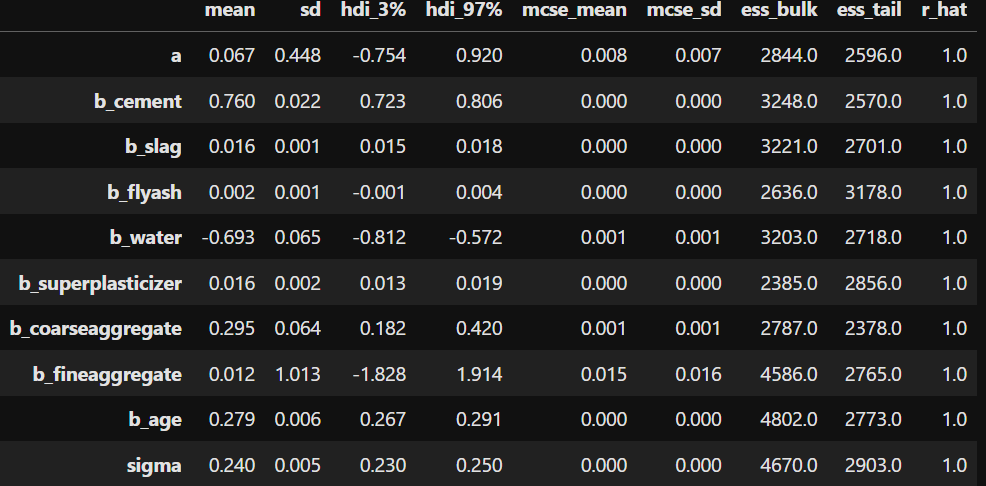 mean sd hdi_3% hdi_97% mcse_mean mcse_sd ess_bulk ess_tail r_hat
a 0.067 0.448 -0.754 0.920 0.008 0.007 2844.0 2596.0 1.0
b_cement 0.760 0.022 0.723 0.806 0.000 0.000 3248.0 2570.0 1.0
b_slag 0.016 0.001 0.015 0.018 0.000 0.000 3221.0 2701.0 1.0
b_flyash 0.002 0.001 -0.001 0.004 0.000 0.000 2636.0 3178.0 1.0
b_water -0.693 0.065 -0.812 -0.572 0.001 0.001 3203.0 2718.0 1.0
b_superplasticizer 0.016 0.002 0.013 0.019 0.000 0.000 2385.0 2856.0 1.0
b_coarseaggregate 0.295 0.064 0.182 0.420 0.001 0.001 2787.0 2378.0 1.0
b_fineaggregate 0.012 1.013 -1.828 1.914 0.015 0.016 4586.0 2765.0 1.0
b_age 0.279 0.006 0.267 0.291 0.000 0.000 4802.0 2773.0 1.0
sigma 0.240 0.005 0.230 0.250 0.000 0.000 4670.0 2903.0 1.0